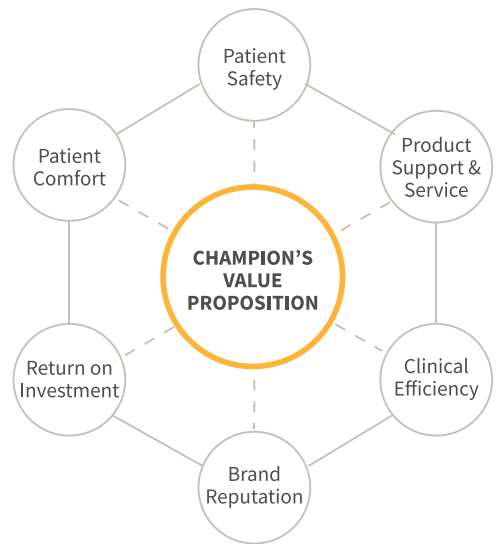 Patient
Safety
Product
Support &
Service
Clinical
Efficiency
Brand
Reputation
Return on
Investment
Patient
Comfort
CHAMPION’S
VALUE
PROPOSITION